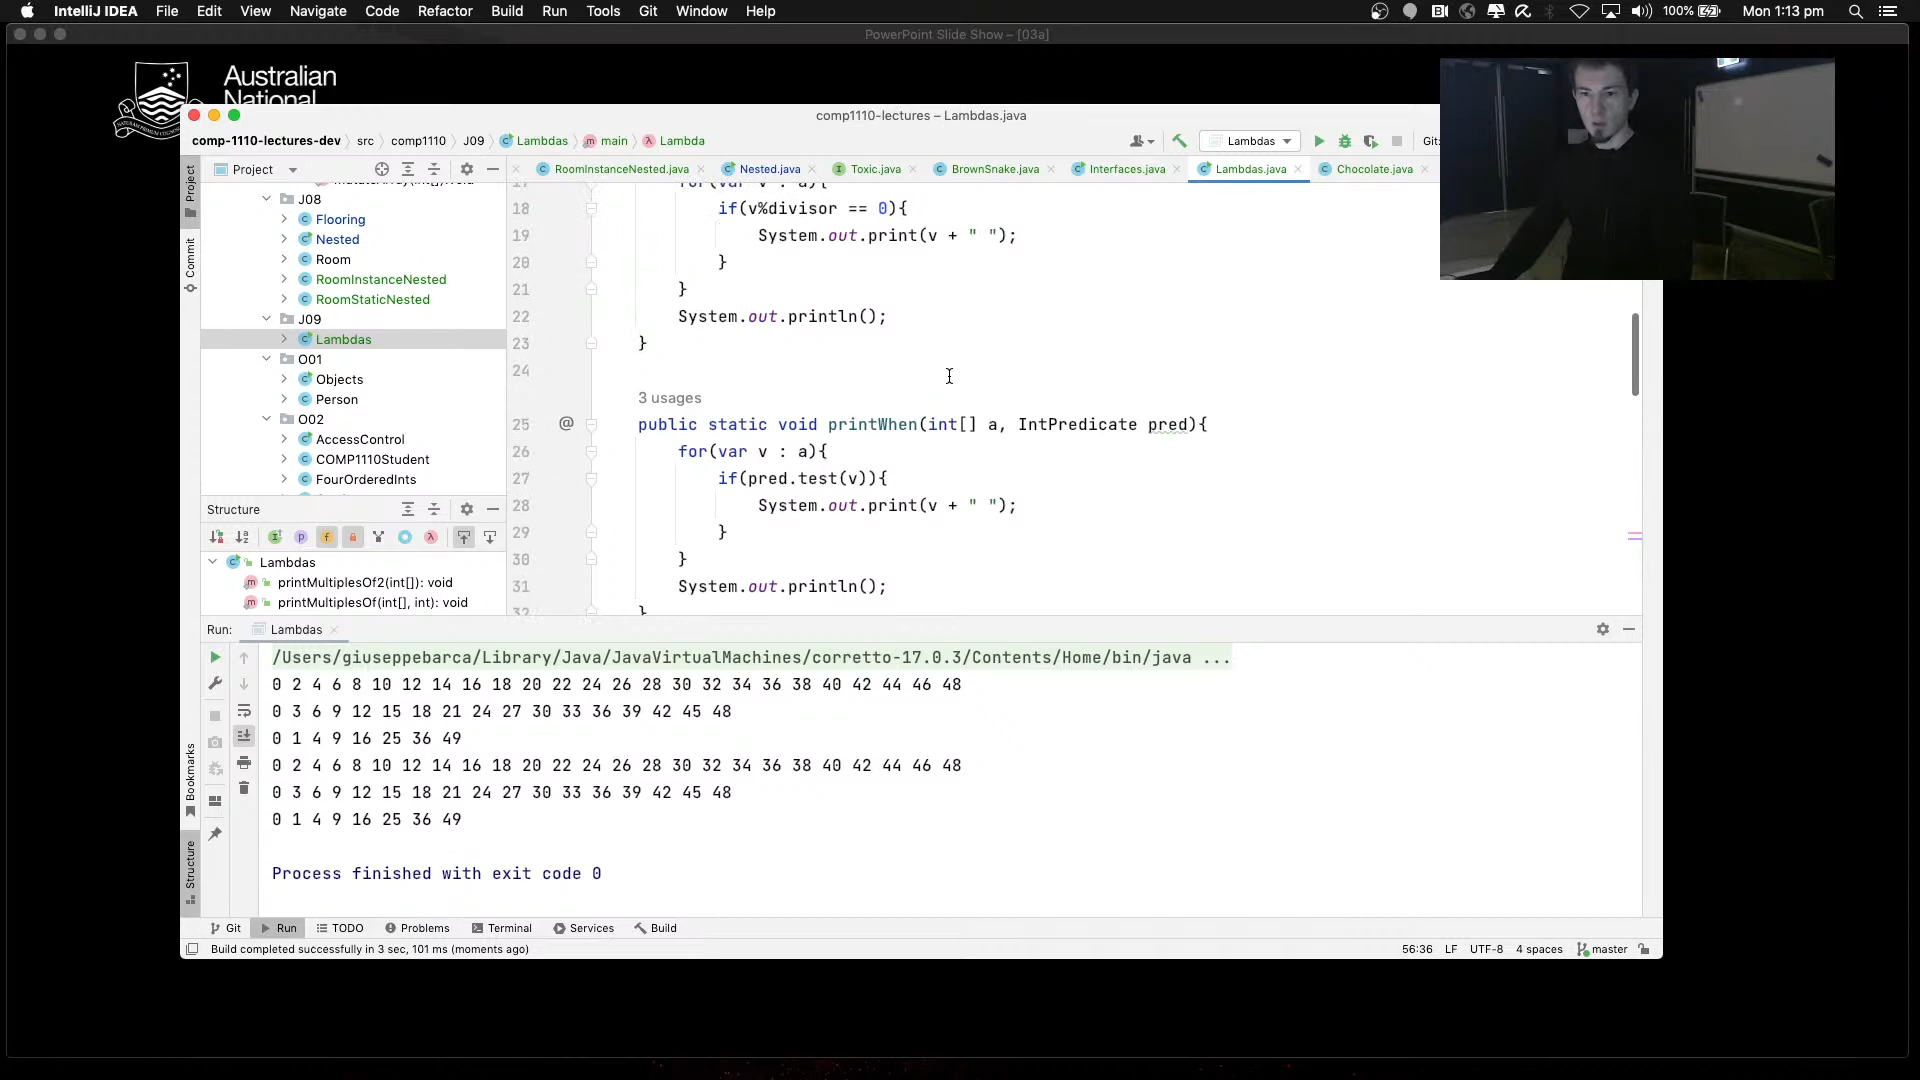 IntelliJ IDEA File Edit View Navigate Code Refactor Build Run Tools Git Window Help 100% Mon 1:13 pm
PowerPoint Slide Show – [03a]
Australian
National
comp1110-lectures – Lambdas.java
comp-1110-lectures-dev src comp1110 J09 Lambdas main Lambda Lambdas Git:
Project RoomInstanceNested.java Nested.java Toxic.java BrownSnake.java Interfaces.java Lambdas.java Chocolate.java
Project
Commit
Bookmarks
Structure
J08
Flooring
Nested
Room
RoomInstanceNested
RoomStaticNested
J09
Lambdas
O01
Objects
Person
O02
AccessControl
COMP1110Student
FourOrderedInts
Structure
Lambdas
printMultiplesOf2(int[]): void
printMultiplesOf(int[], int): void
17 for(var v : a){
18 if(v%divisor == 0){
19 System.out.print(v + " ");
20 }
21 }
22 System.out.println();
23 }
24
3 usages
25 @ public static void printWhen(int[] a, IntPredicate pred){
26 for(var v : a){
27 if(pred.test(v)){
28 System.out.print(v + " ");
29 }
30 }
31 System.out.println();
32 }
Run: Lambdas
/Users/giuseppebarca/Library/Java/JavaVirtualMachines/corretto-17.0.3/Contents/Home/bin/java ...
0 2 4 6 8 10 12 14 16 18 20 22 24 26 28 30 32 34 36 38 40 42 44 46 48
0 3 6 9 12 15 18 21 24 27 30 33 36 39 42 45 48
0 1 4 9 16 25 36 49
0 2 4 6 8 10 12 14 16 18 20 22 24 26 28 30 32 34 36 38 40 42 44 46 48
0 3 6 9 12 15 18 21 24 27 30 33 36 39 42 45 48
0 1 4 9 16 25 36 49
Process finished with exit code 0
Git Run TODO Problems Terminal Services Build
Build completed successfully in 3 sec, 101 ms (moments ago) 56:36 LF UTF-8 4 spaces master